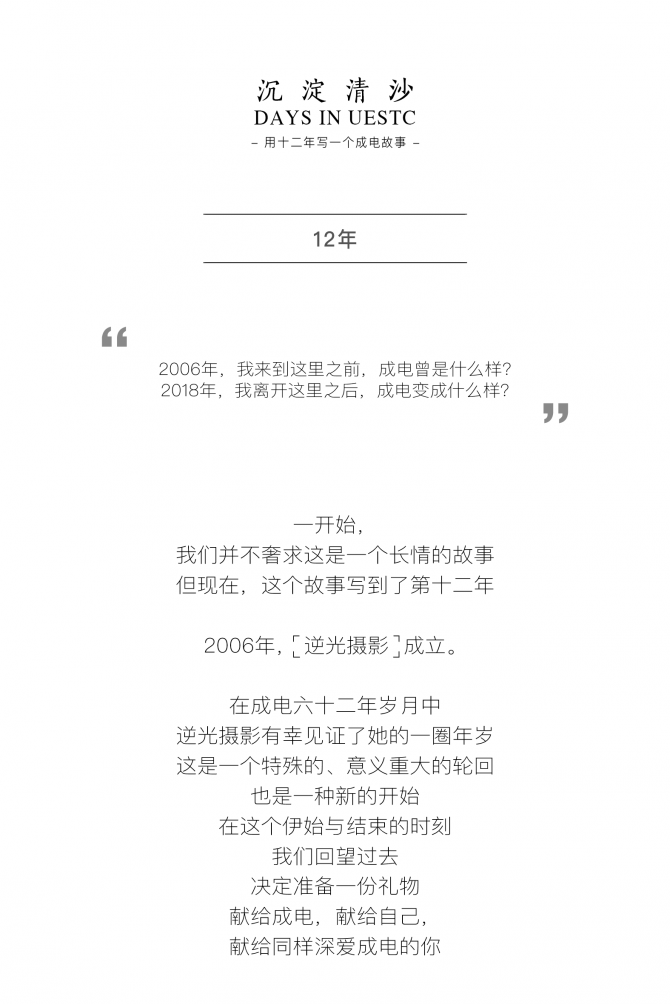 沉淀清沙
DAYS IN UESTC
– 用十二年写一个成电故事 –
12年
“
2006年，我来到这里之前，成电曾是什么样？
2018年，我离开这里之后，成电变成什么样？
”
一开始，
我们并不奢求这是一个长情的故事
但现在，这个故事写到了第十二年
2006年，[逆光摄影]成立。
在成电六十二年岁月中
逆光摄影有幸见证了她的一圈年岁
这是一个特殊的、意义重大的轮回
也是一种新的开始
在这个伊始与结束的时刻
我们回望过去
决定准备一份礼物
献给成电，献给自己，
献给同样深爱成电的你